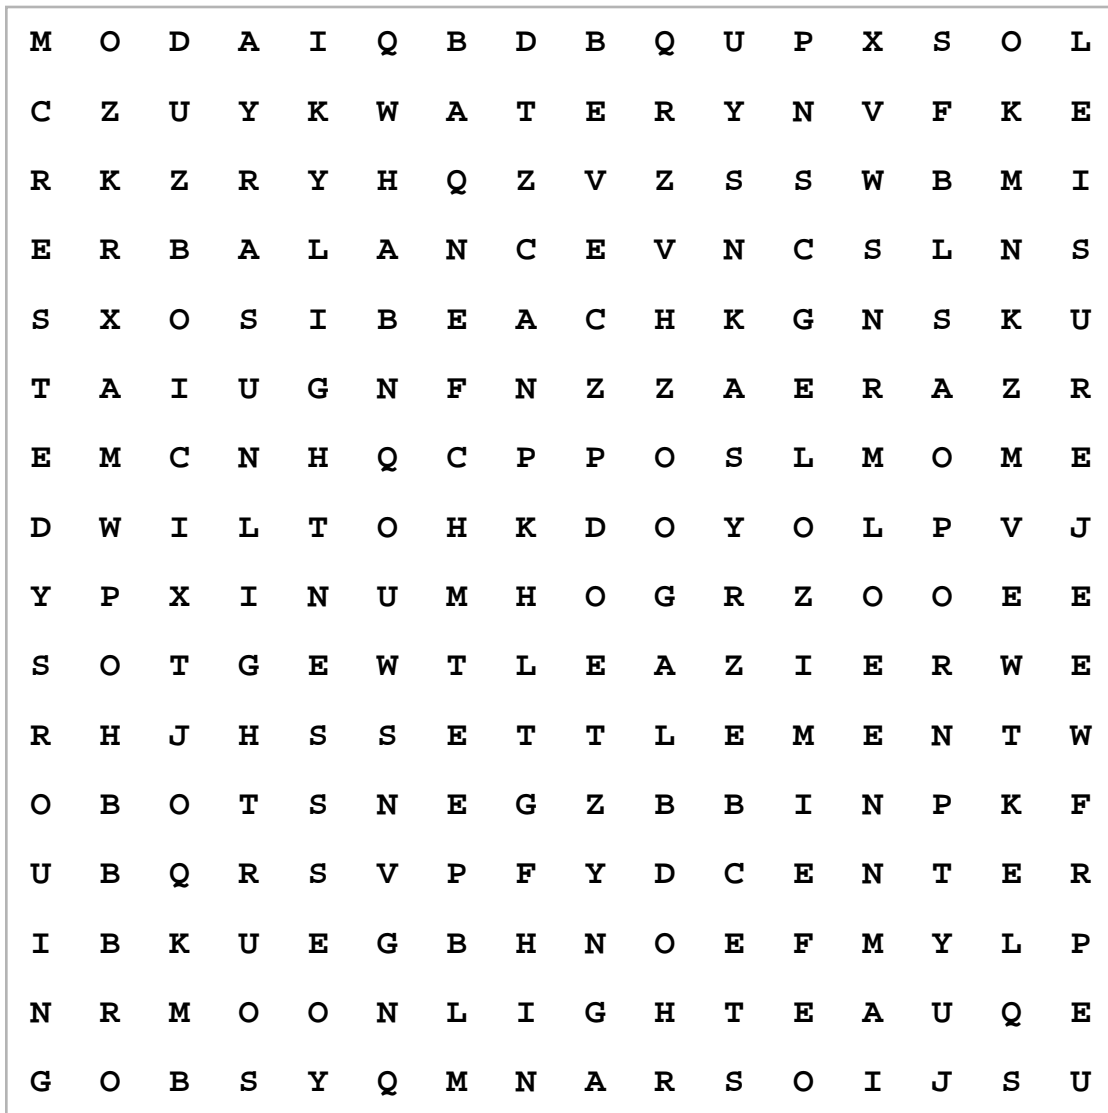 M O D A I Q B D B Q U P X S O L
C Z U Y K W A T E R Y N V F K E
R K Z R Y H Q Z V Z S S W B M I
E R B A L A N C E V N C S L N S
S X O S I B E A C H K G N S K U
T A I U G N F N Z Z A E R A Z R
E M C N H Q C P P O S L M O M E
D W I L T O H K D O Y O L P V J
Y P X I N U M H O G R Z O O E E
S O T G E W T L E A Z I E R W E
R H J H S S E T T L E M E N T W
O B O T S N E G Z B B I N P K F
U B Q R S V P F Y D C E N T E R
I B K U E G B H N O E F M Y L P
N R M O O N L I G H T E A U Q E
G O B S Y Q M N A R S O I J S U